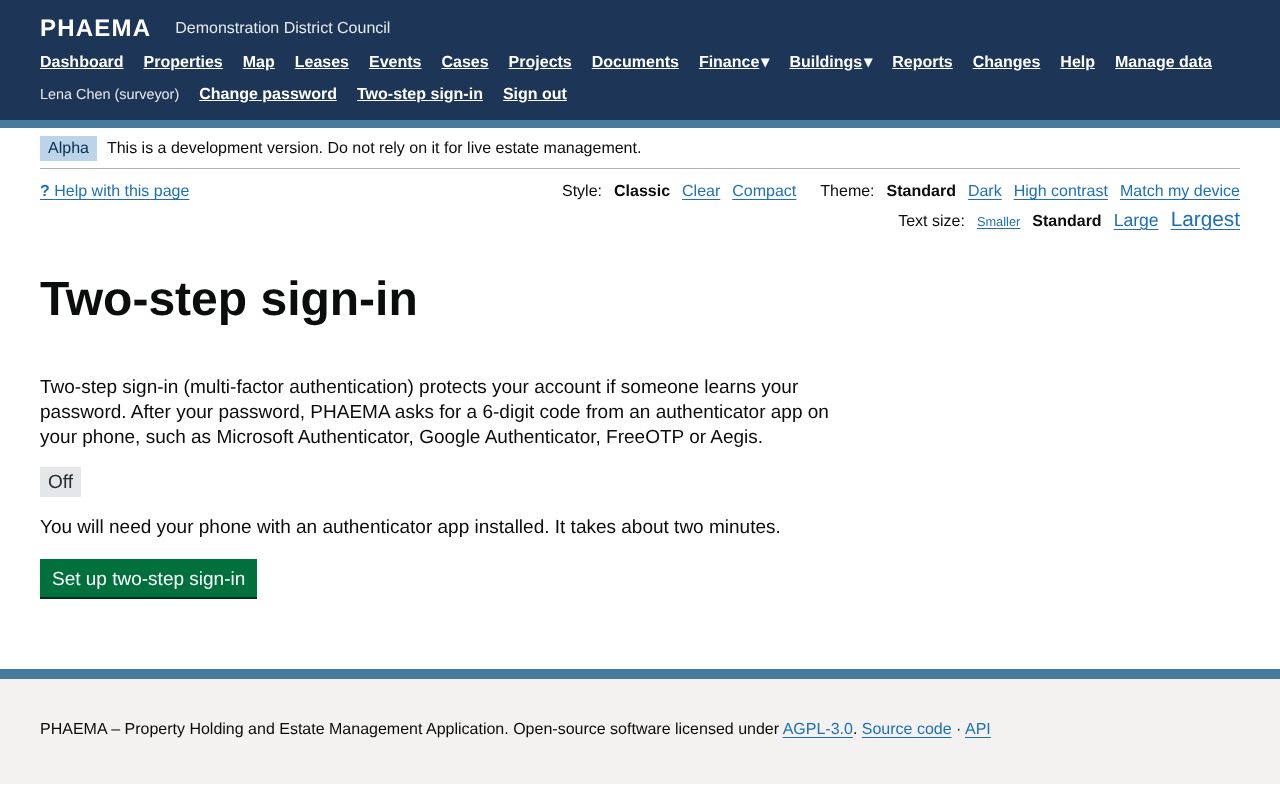 PHAEMA Demonstration District Council
Dashboard Properties Map Leases Events Cases Projects Documents Finance▾ Buildings▾ Reports Changes Help Manage data
Lena Chen (surveyor) Change password Two-step sign-in Sign out
Alpha This is a development version. Do not rely on it for live estate management.
? Help with this page Style: Classic Clear Compact Theme: Standard Dark High contrast Match my device
Text size: Smaller Standard Large Largest
Two-step sign-in
Two-step sign-in (multi-factor authentication) protects your account if someone learns your
password. After your password, PHAEMA asks for a 6-digit code from an authenticator app on
your phone, such as Microsoft Authenticator, Google Authenticator, FreeOTP or Aegis.
Off
You will need your phone with an authenticator app installed. It takes about two minutes.
Set up two-step sign-in
PHAEMA – Property Holding and Estate Management Application. Open-source software licensed under AGPL-3.0. Source code · API